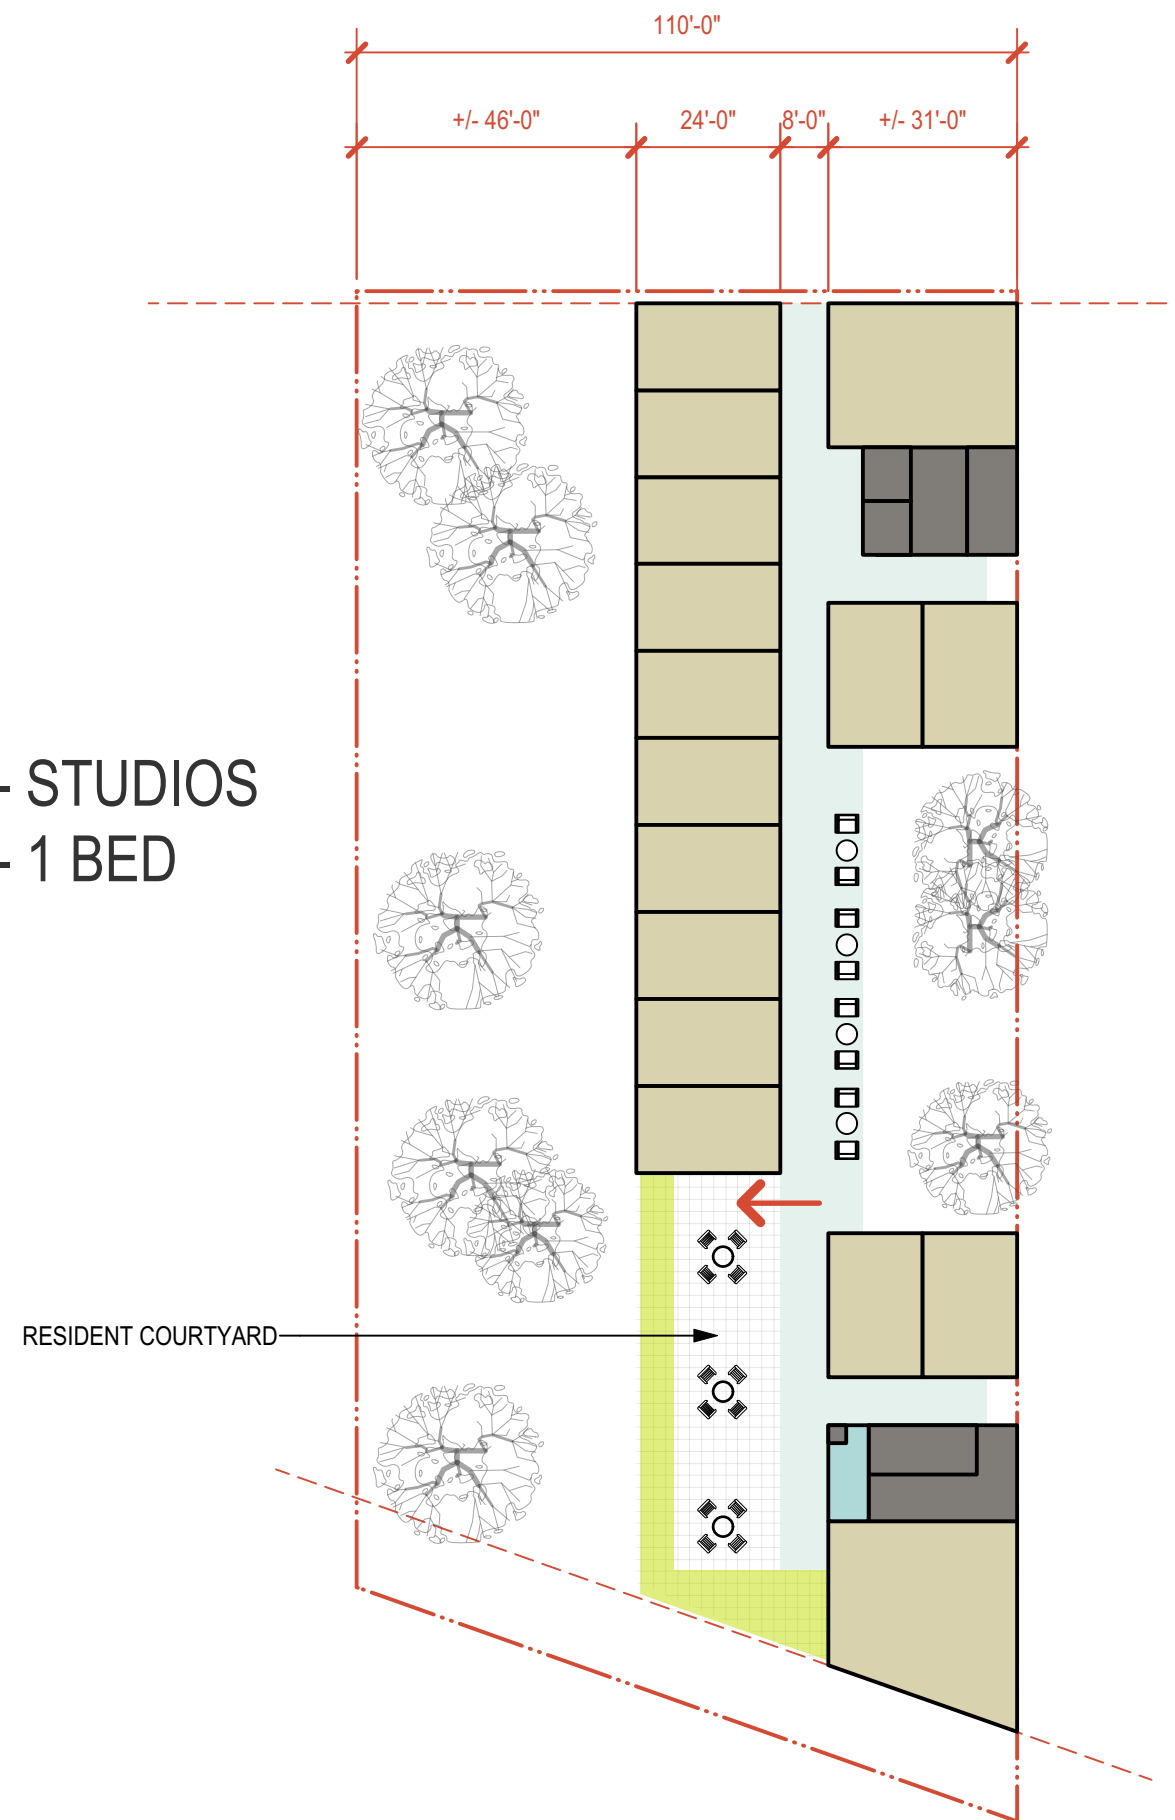 110'-0"
+/- 46'-0" 24'-0" 8'-0" +/- 31'-0"
- STUDIOS
- 1 BED
RESIDENT COURTYARD